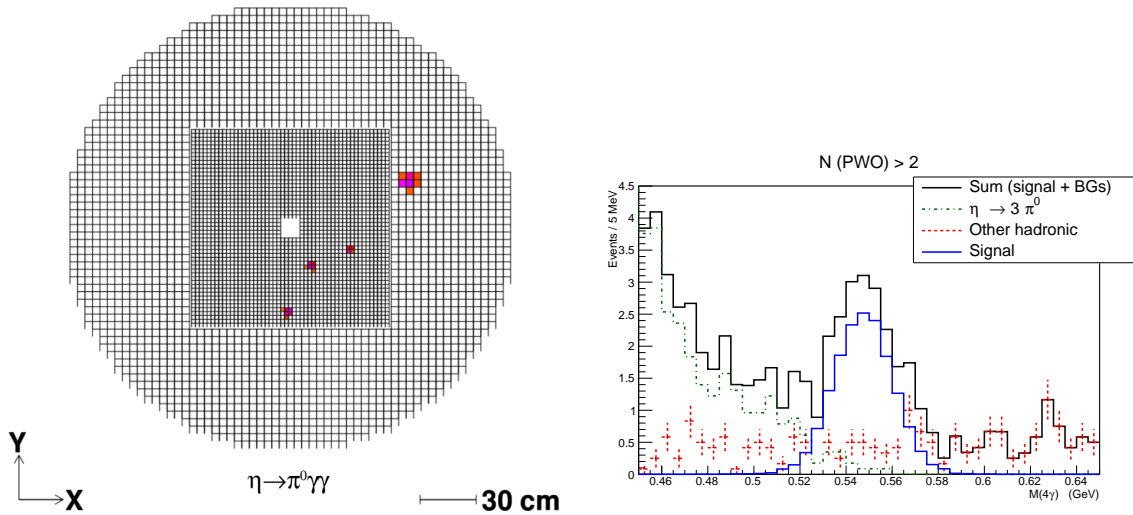 Y
X
η→π⁰γγ
30 cm
N (PWO) > 2
Events / 5 MeV
4.5
4
3.5
3
2.5
2
1.5
1
0.5
0
Sum (signal + BGs)
η → 3 π⁰
Other hadronic
Signal
0.46 0.48 0.5 0.52 0.54 0.56 0.58 0.6 0.62 0.64
M(4γ) (GeV)